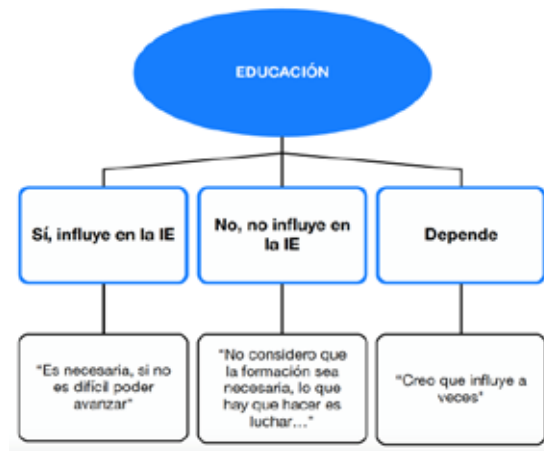 EDUCACIÓN
Sí, influye en la IE
No, no influye en
la IE
Depende
"Es necesaria, si no
es difícil poder
avanzar"
"No considero que
la formación sea
necesaria, lo que
hay que hacer es
luchar..."
"Creo que influye a
veces"